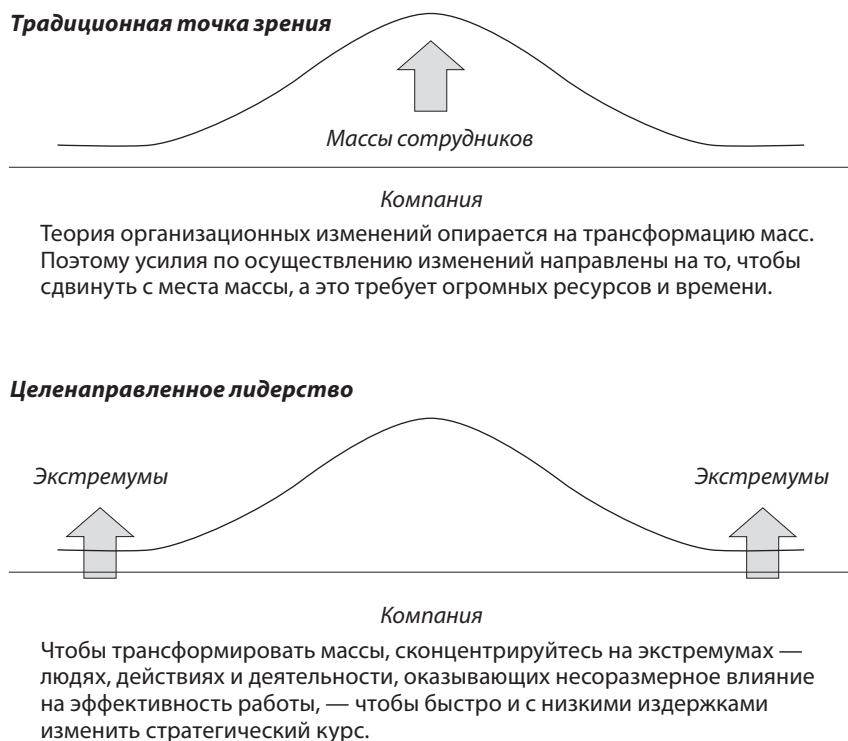 Традиционная точка зрения
Массы сотрудников
Компания
Теория организационных изменений опирается на трансформацию масс.
Поэтому усилия по осуществлению изменений направлены на то, чтобы
сдвинуть с места массы, а это требует огромных ресурсов и времени.
Целенаправленное лидерство
Экстремумы
Экстремумы
Компания
Чтобы трансформировать массы, сконцентрируйтесь на экстремумах —
людях, действиях и деятельности, оказывающих несоразмерное влияние
на эффективность работы, — чтобы быстро и с низкими издержками
изменить стратегический курс.